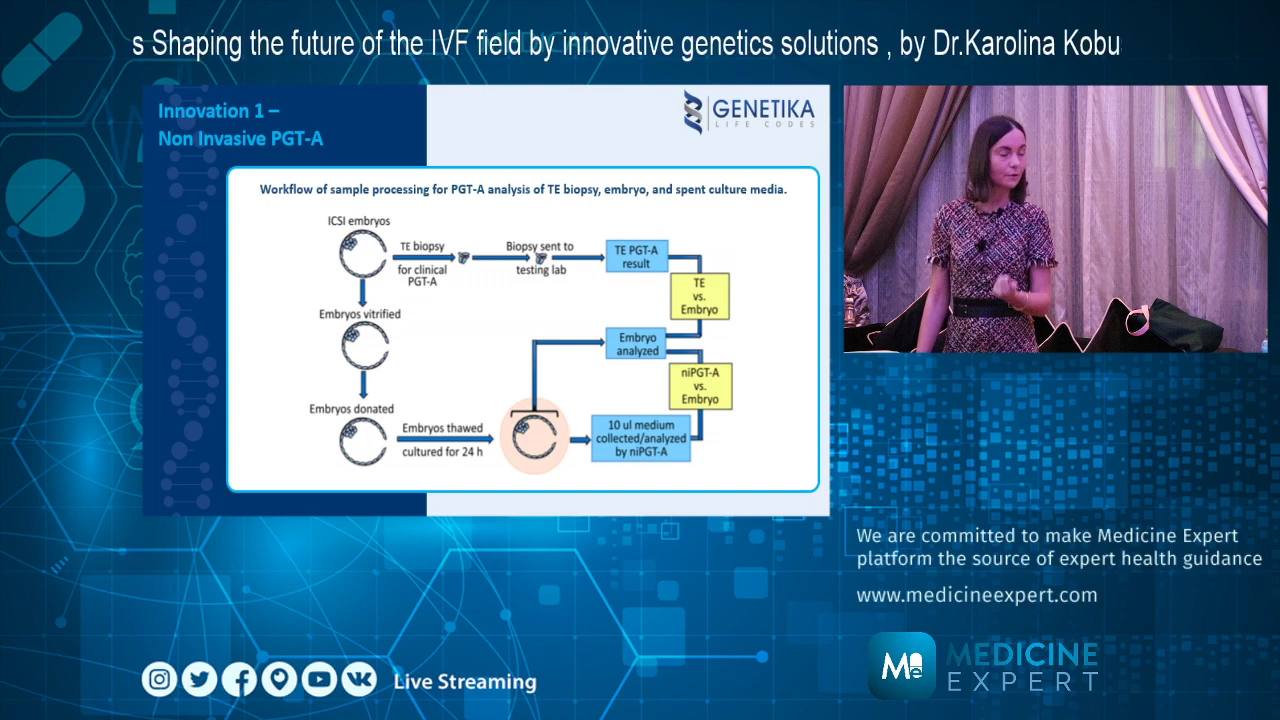 s Shaping the future of the IVF field by innovative genetics solutions , by Dr.Karolina Kobu
Innovation 1 –
Non Invasive PGT-A
GENETIKA
LIFE CODES
Workflow of sample processing for PGT-A analysis of TE biopsy, embryo, and spent culture media.
ICSI embryos
TE biopsy
for clinical
PGT-A
Biopsy sent to
testing lab
TE PGT-A
result
TE
vs.
Embryo
Embryos vitrified
Embryo
analyzed
niPGT-A
vs.
Embryo
Embryos donated
Embryos thawed
cultured for 24 h
10 ul medium
collected/analyzed
by niPGT-A
We are committed to make Medicine Expert
platform the source of expert health guidance
www.medicineexpert.com
Live Streaming
Me
MEDICINE
EXPERT